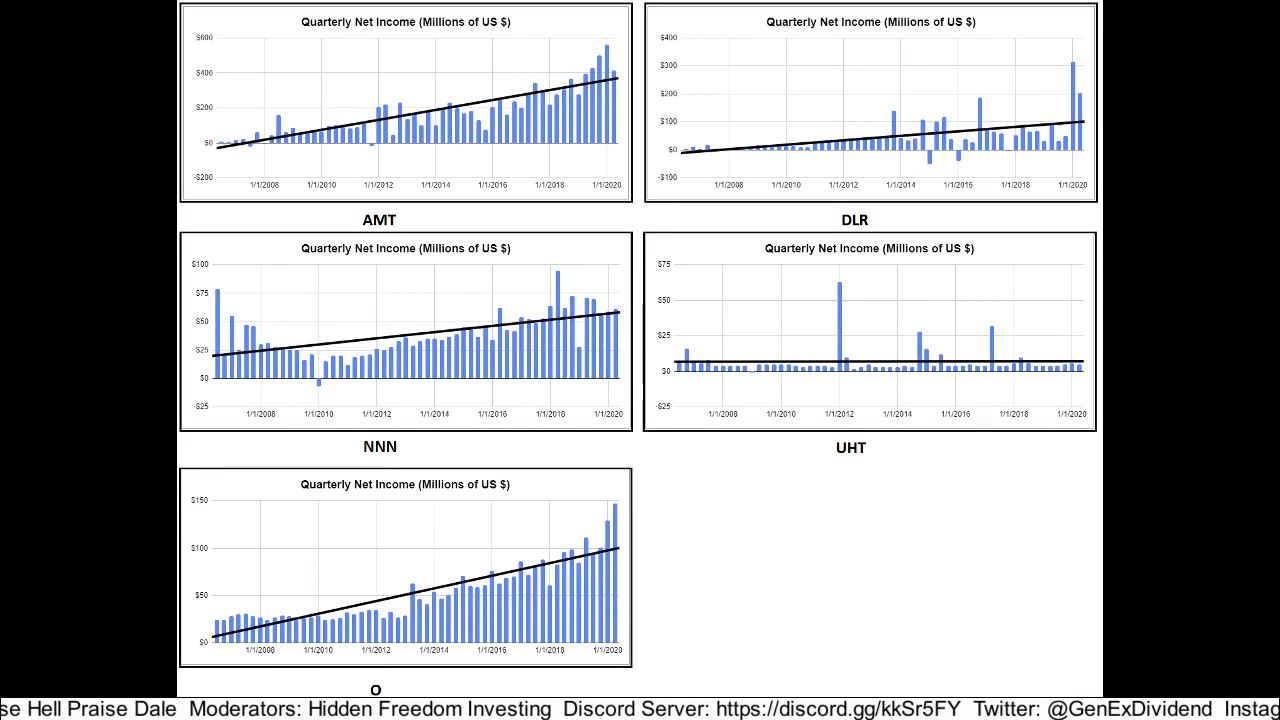 Quarterly Net Income (Millions of US $)
$600
$400
$200
$0
-$200
1/1/2008 1/1/2010 1/1/2012 1/1/2014 1/1/2016 1/1/2018 1/1/2020
AMT
Quarterly Net Income (Millions of US $)
$400
$300
$200
$100
$0
-$100
1/1/2008 1/1/2010 1/1/2012 1/1/2014 1/1/2016 1/1/2018 1/1/2020
DLR
Quarterly Net Income (Millions of US $)
$100
$75
$50
$25
$0
-$25
1/1/2008 1/1/2010 1/1/2012 1/1/2014 1/1/2016 1/1/2018 1/1/2020
NNN
Quarterly Net Income (Millions of US $)
$75
$50
$25
$0
-$25
1/1/2008 1/1/2010 1/1/2012 1/1/2014 1/1/2016 1/1/2018 1/1/2020
UHT
Quarterly Net Income (Millions of US $)
$150
$100
$50
$0
1/1/2008 1/1/2010 1/1/2012 1/1/2014 1/1/2016 1/1/2018 1/1/2020
O
se Hell Praise Dale Moderators: Hidden Freedom Investing Discord Server: https://discord.gg/kkSr5FY Twitter: @GenExDividend Instag